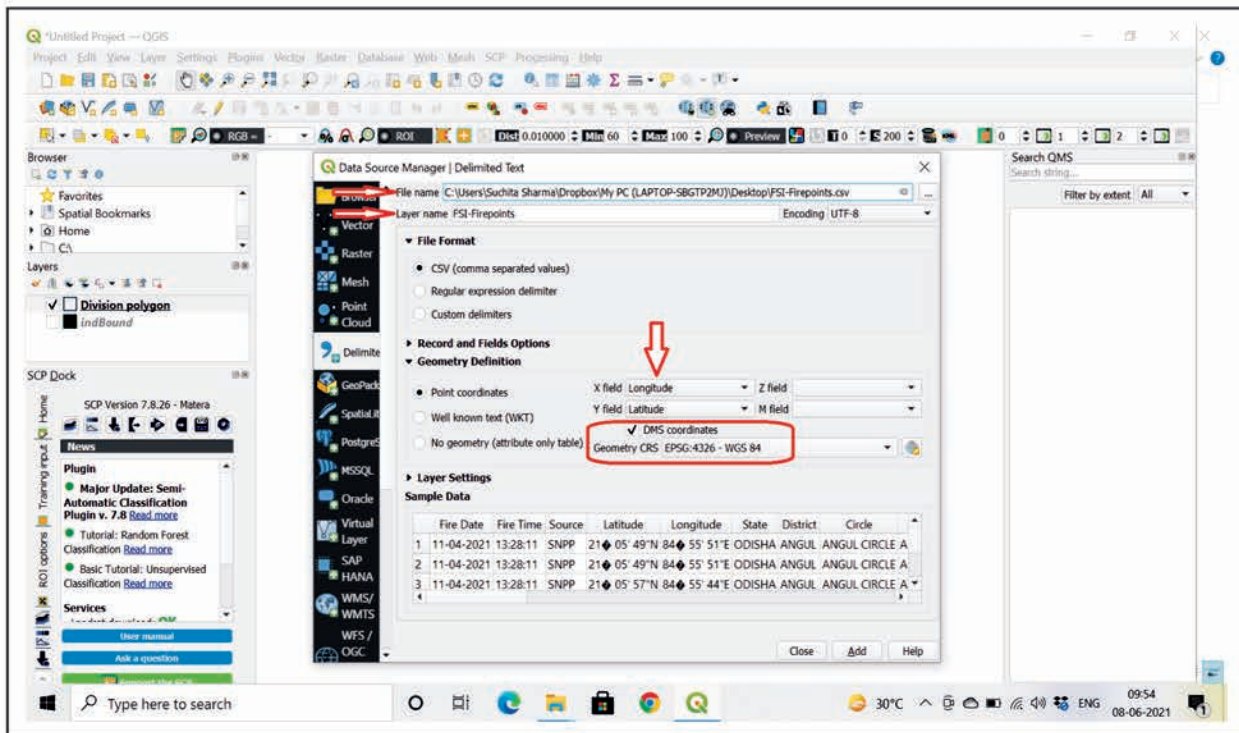 *Untitled Project — QGIS
Project Edit View Layer Settings Plugins Vector Raster Database Web Mesh SCP Processing Help
RGB = - ROI Dist 0.010000 Min 60 Max 100 Preview T 0 S 200 0 1 2
Browser
Favorites
Spatial Bookmarks
Home
C:\
Layers
Division polygon
indBound
SCP Dock
SCP Version 7.8.26 - Matera
News
Home
Training input
ROI options
Plugin
Major Update: Semi-
Automatic Classification
Plugin v. 7.8 Read more
Tutorial: Random Forest
Classification Read more
Basic Tutorial: Unsupervised
Classification Read more
Services
User manual
Ask a question
Data Source Manager | Delimited Text
Browser
Vector
Raster
Mesh
Point
Cloud
Delimite
GeoPack
SpatiaLit
PostgreS
MSSQL
Oracle
Virtual
Layer
SAP
HANA
WMS/
WMTS
WFS /
OGC
File name C:\Users\Suchita Sharma\Dropbox\My PC (LAPTOP-SBGTP2MJ)\Desktop\FSI-Firepoints.csv ...
Layer name FSI-Firepoints Encoding UTF-8
File Format
CSV (comma separated values)
Regular expression delimiter
Custom delimiters
Record and Fields Options
Geometry Definition
Point coordinates X field Longitude Z field
Well known text (WKT) Y field Latitude M field
DMS coordinates
No geometry (attribute only table) Geometry CRS EPSG:4326 - WGS 84
Layer Settings
Sample Data
Fire Date Fire Time Source Latitude Longitude State District Circle
1 11-04-2021 13:28:11 SNPP 21� 05' 49"N 84� 55' 51"E ODISHA ANGUL ANGUL CIRCLE A
2 11-04-2021 13:28:11 SNPP 21� 05' 49"N 84� 55' 51"E ODISHA ANGUL ANGUL CIRCLE A
3 11-04-2021 13:28:11 SNPP 21� 05' 57"N 84� 55' 44"E ODISHA ANGUL ANGUL CIRCLE A
Close Add Help
Search QMS
Search string...
Filter by extent All
Type here to search
30°C ENG
09:54
08-06-2021
1